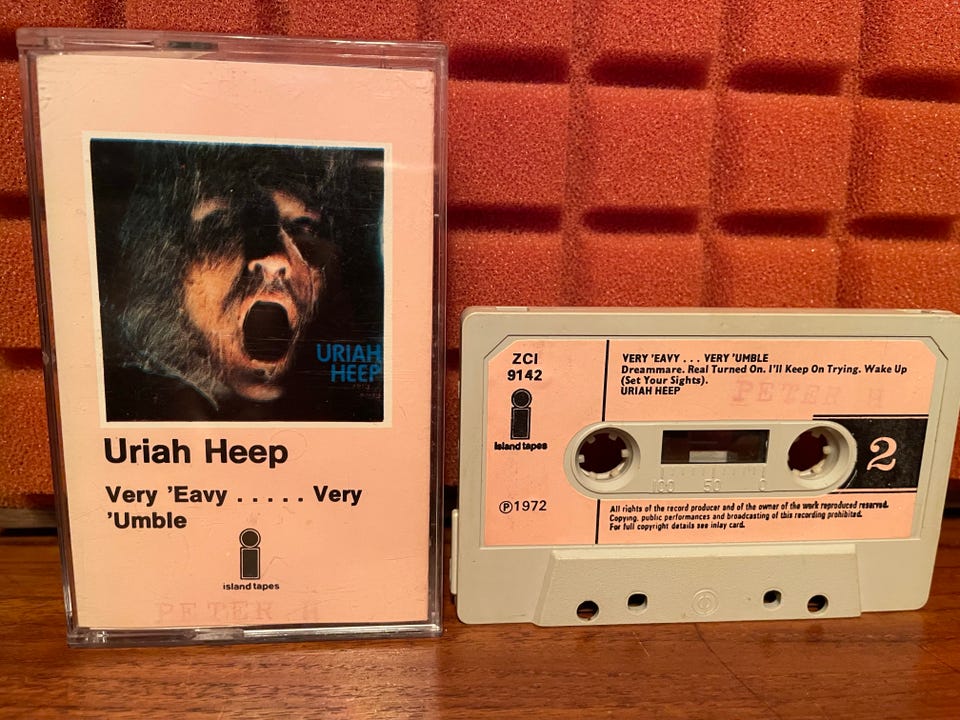 URIAH
HEEP
Uriah Heep
Very 'Eavy ..... Very
'Umble
island tapes
PETER H
ZCI
9142
island tapes
℗1972
VERY 'EAVY . . . VERY 'UMBLE
Dreammare. Real Turned On. I'll Keep On Trying. Wake Up
(Set Your Sights).
URIAH HEEP
PETER H
2
100 50 0
All rights of the record producer and of the owner of the work reproduced reserved.
Copying, public performances and broadcasting of this recording prohibited.
For full copyright details see inlay card.